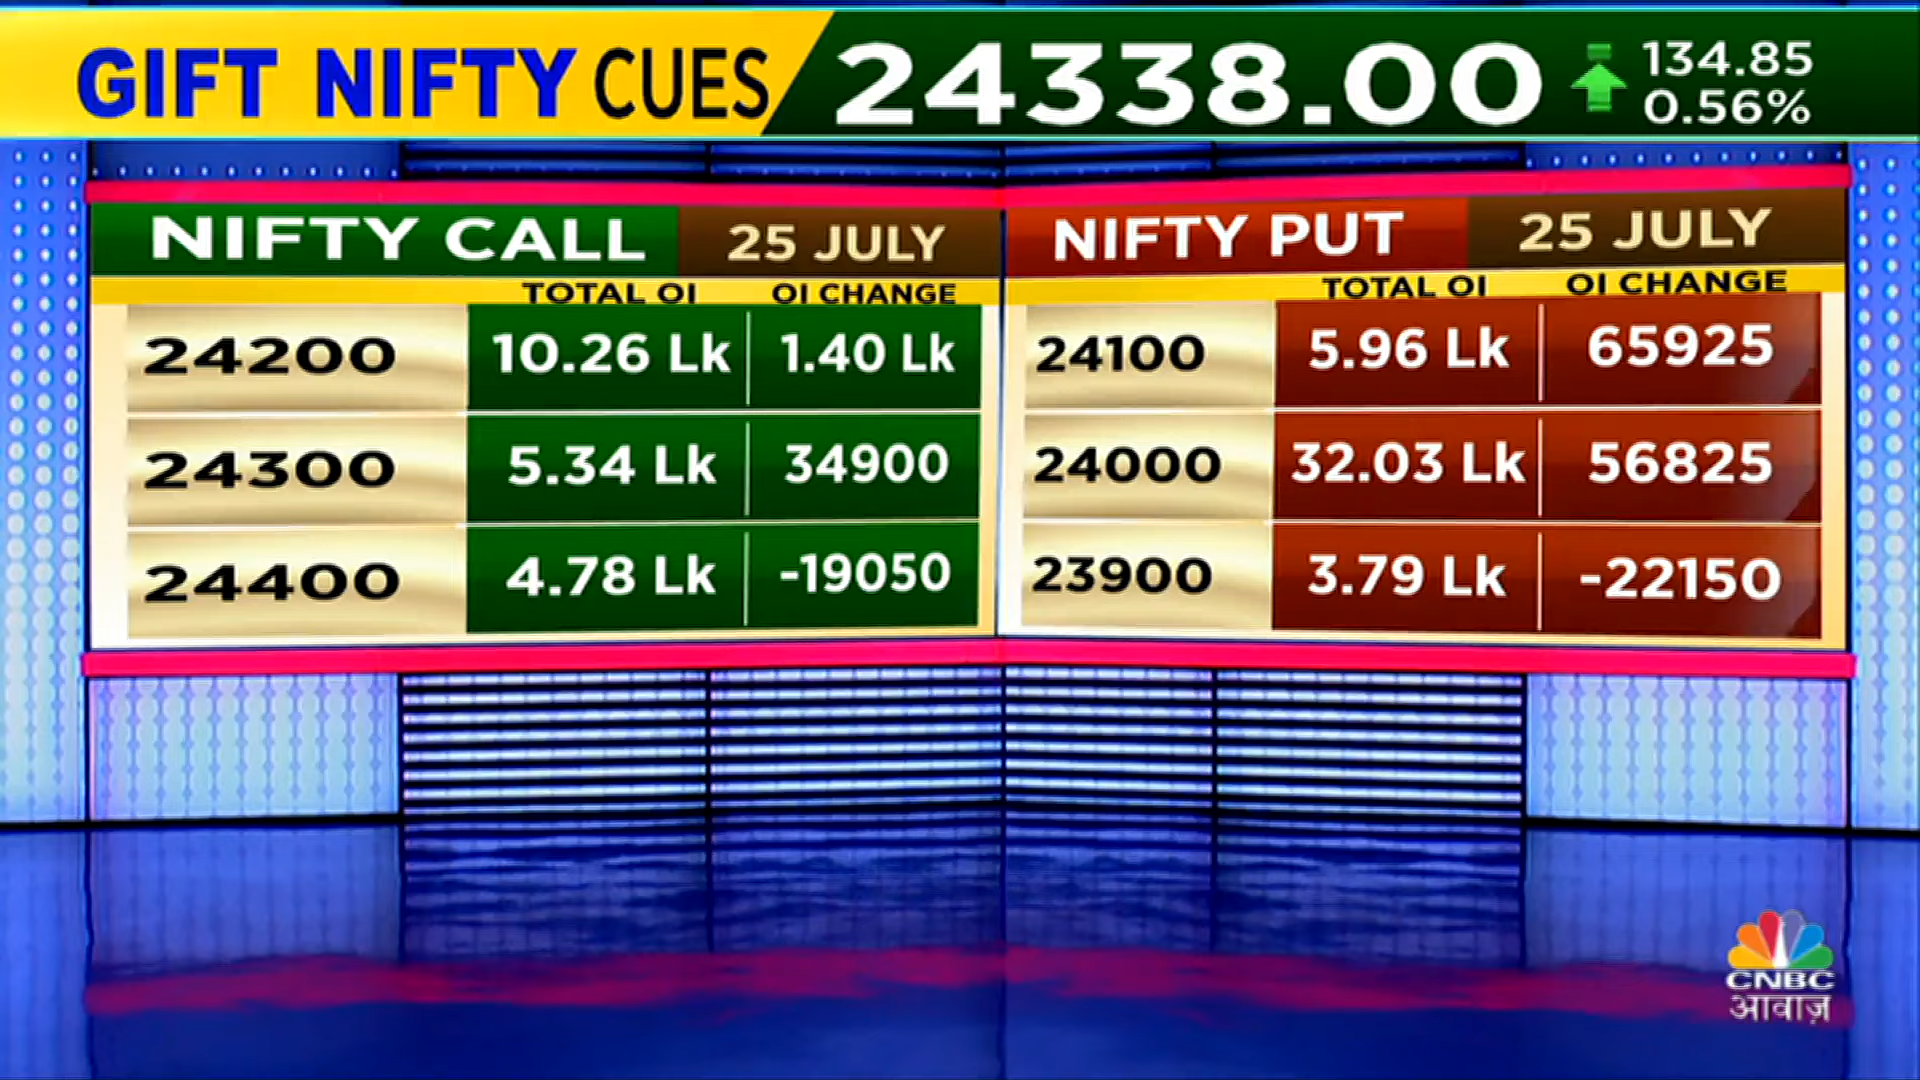 GIFT NIFTY CUES 24338.00 134.85
0.56%
NIFTY CALL 25 JULY
TOTAL OI OI CHANGE
24200 10.26 Lk 1.40 Lk
24300 5.34 Lk 34900
24400 4.78 Lk -19050
NIFTY PUT 25 JULY
TOTAL OI OI CHANGE
24100 5.96 Lk 65925
24000 32.03 Lk 56825
23900 3.79 Lk -22150
CNBC
आवाज़